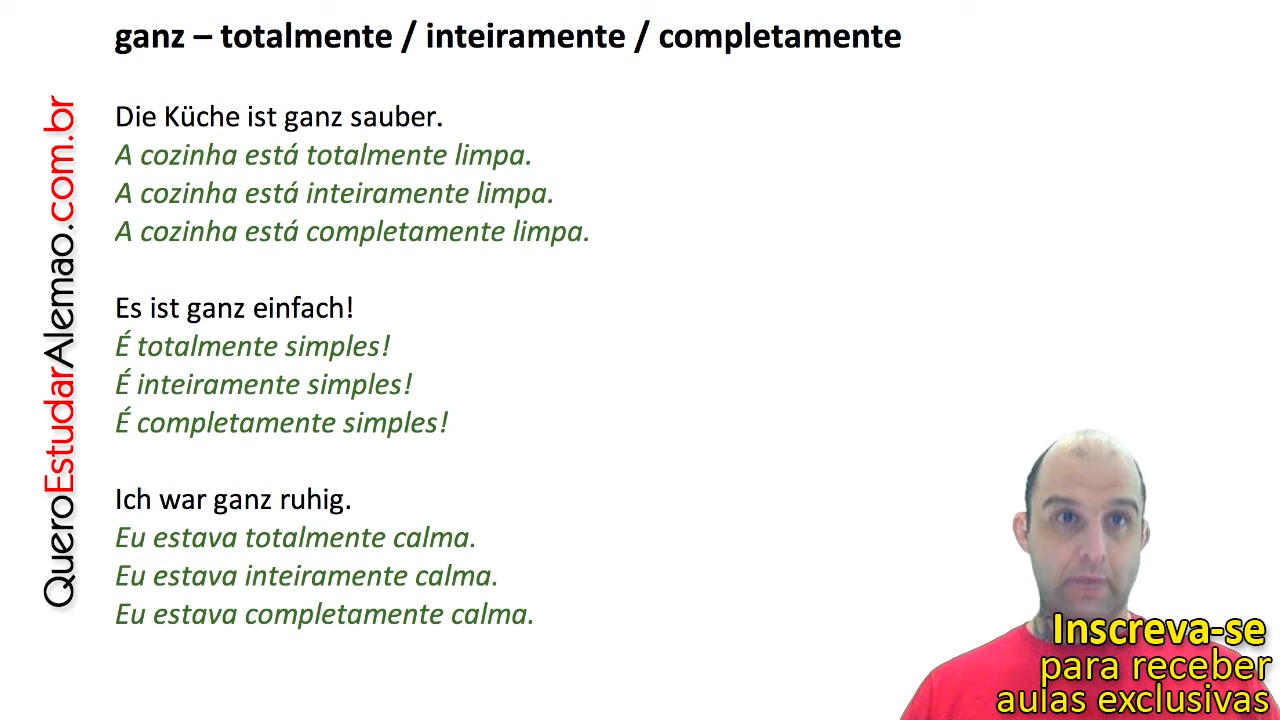 ganz – totalmente / inteiramente / completamente
QueroEstudarAlemao.com.br
Die Küche ist ganz sauber.
A cozinha está totalmente limpa.
A cozinha está inteiramente limpa.
A cozinha está completamente limpa.
Es ist ganz einfach!
É totalmente simples!
É inteiramente simples!
É completamente simples!
Ich war ganz ruhig.
Eu estava totalmente calma.
Eu estava inteiramente calma.
Eu estava completamente calma.
Inscreva-se
para receber
aulas exclusivas